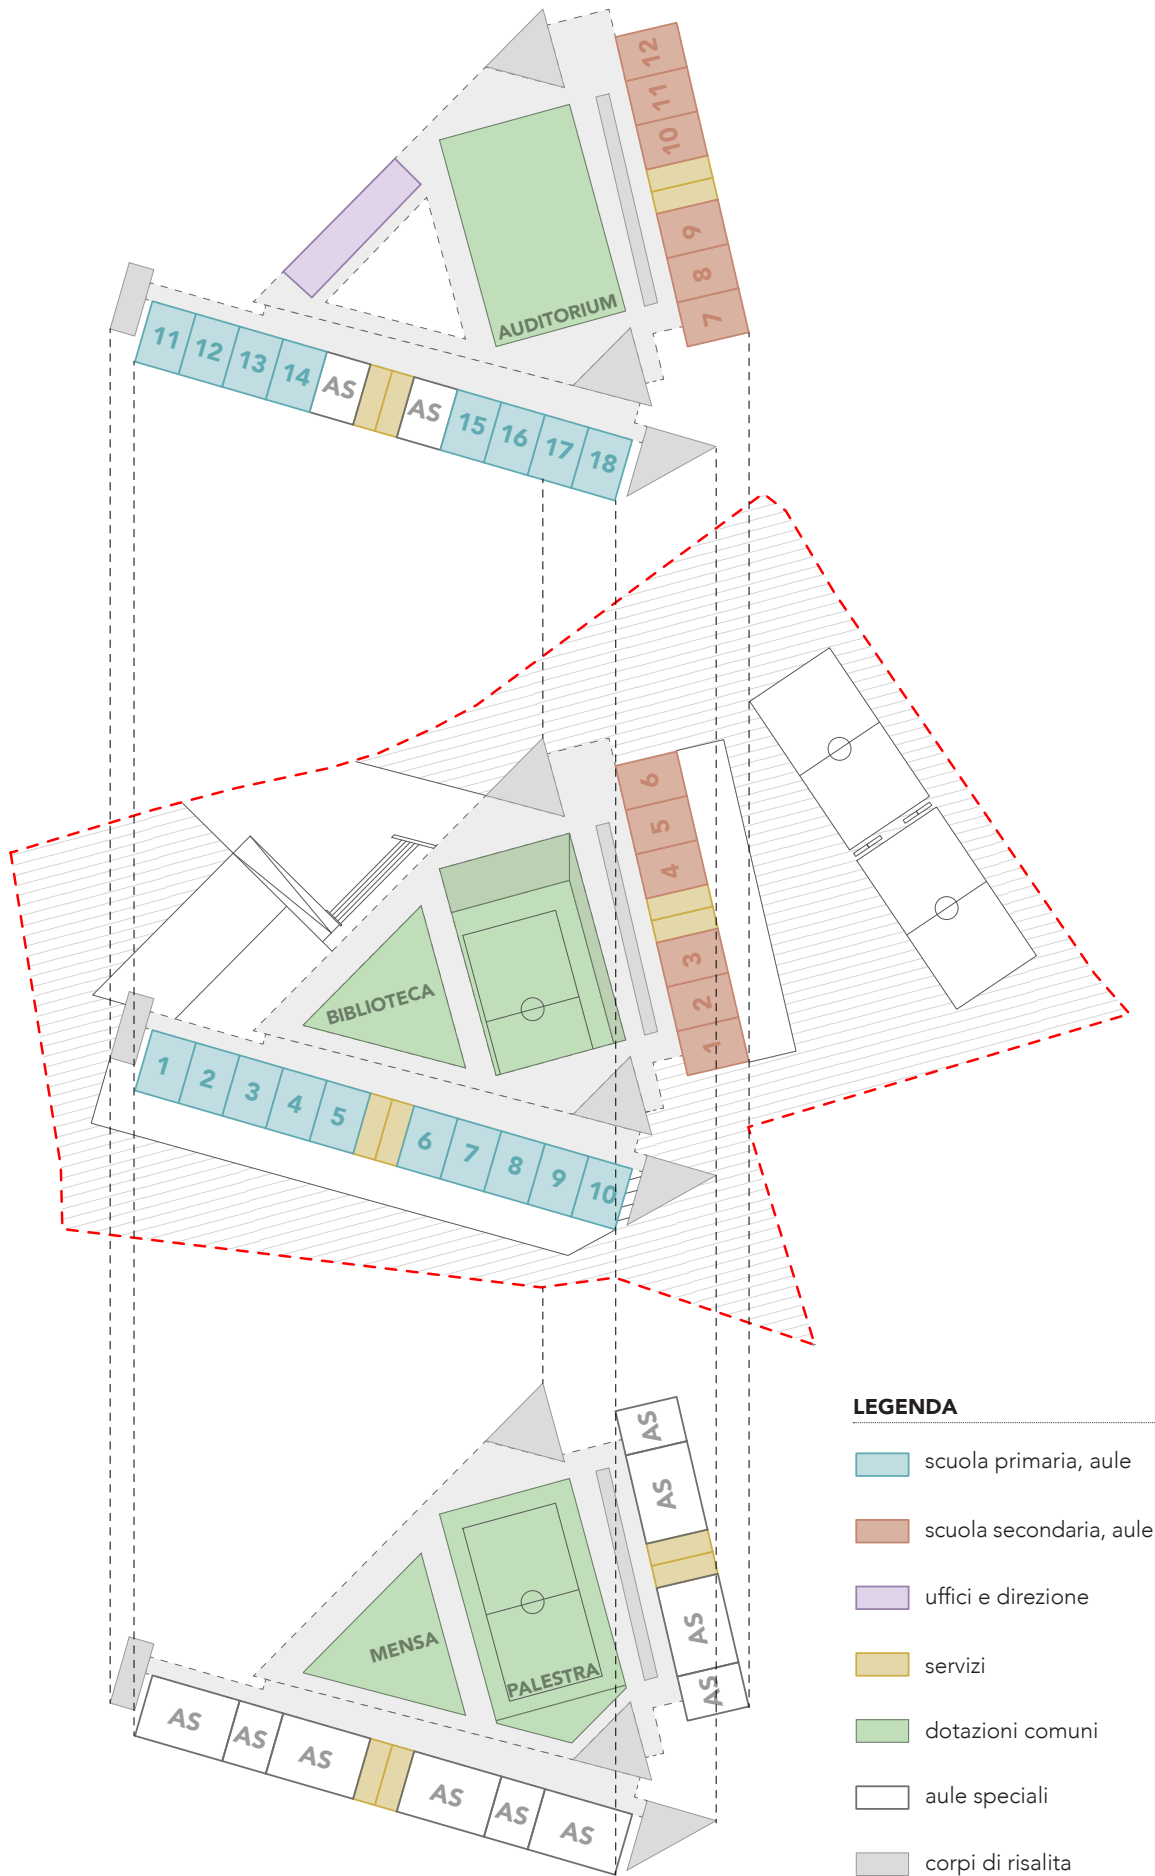 12
11
10
9
8
7
AUDITORIUM
11 12 13 14 AS AS 15 16 17 18
6
5
4
3
2
1
BIBLIOTECA
1 2 3 4 5 6 7 8 9 10
AS
AS
AS
AS
MENSA
PALESTRA
AS AS AS AS AS AS
LEGENDA
scuola primaria, aule
scuola secondaria, aule
uffici e direzione
servizi
dotazioni comuni
aule speciali
corpi di risalita